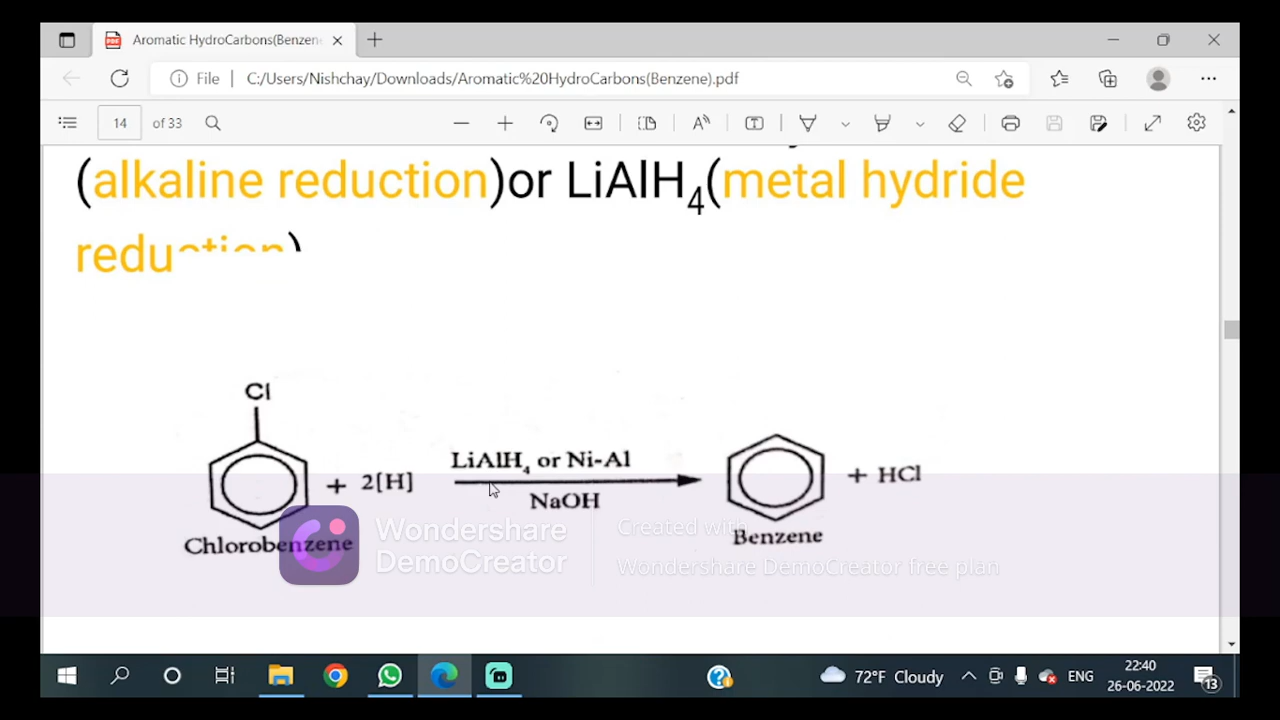 Aromatic HydroCarbons(Benzen
File
C:/Users/Nishchay/Downloads/Aromatic%20HydroCarbons(Benzene).pdf
14 of 33
(alkaline reduction)or LiAlH4(metal hydride
reduction)
Cl
+ 2[H]
LiAlH4 or Ni-Al
NaOH
+ HCl
Chlorobenzene
Benzene
Wondershare
DemoCreator
Created with
Wondershare DemoCreator free plan
72°F Cloudy
ENG
22:40
26-06-2022
13